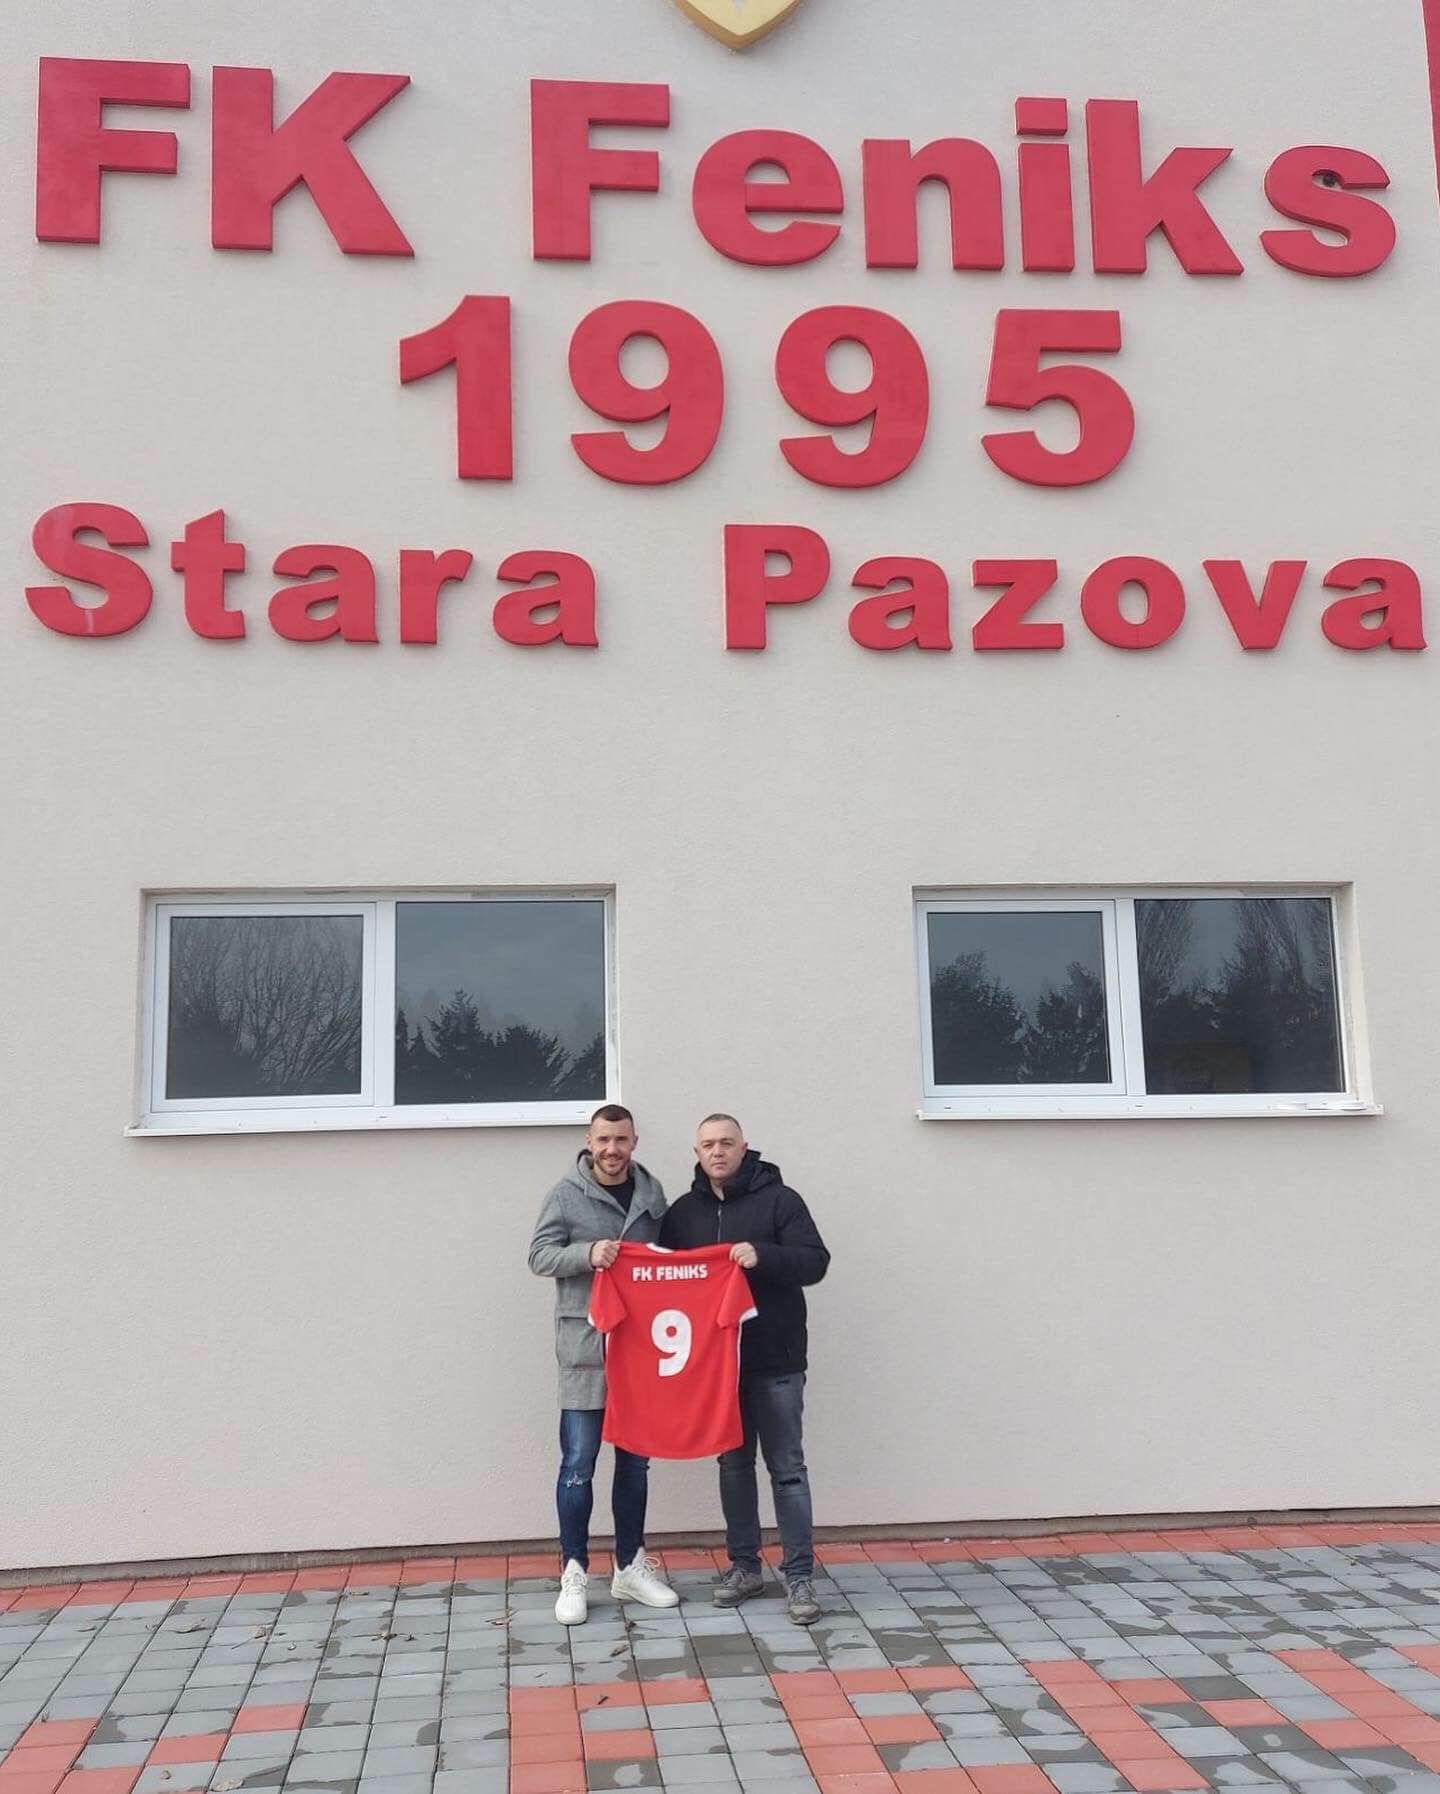 FK Feniks
1995
Stara Pazova
FK FENIKS
9